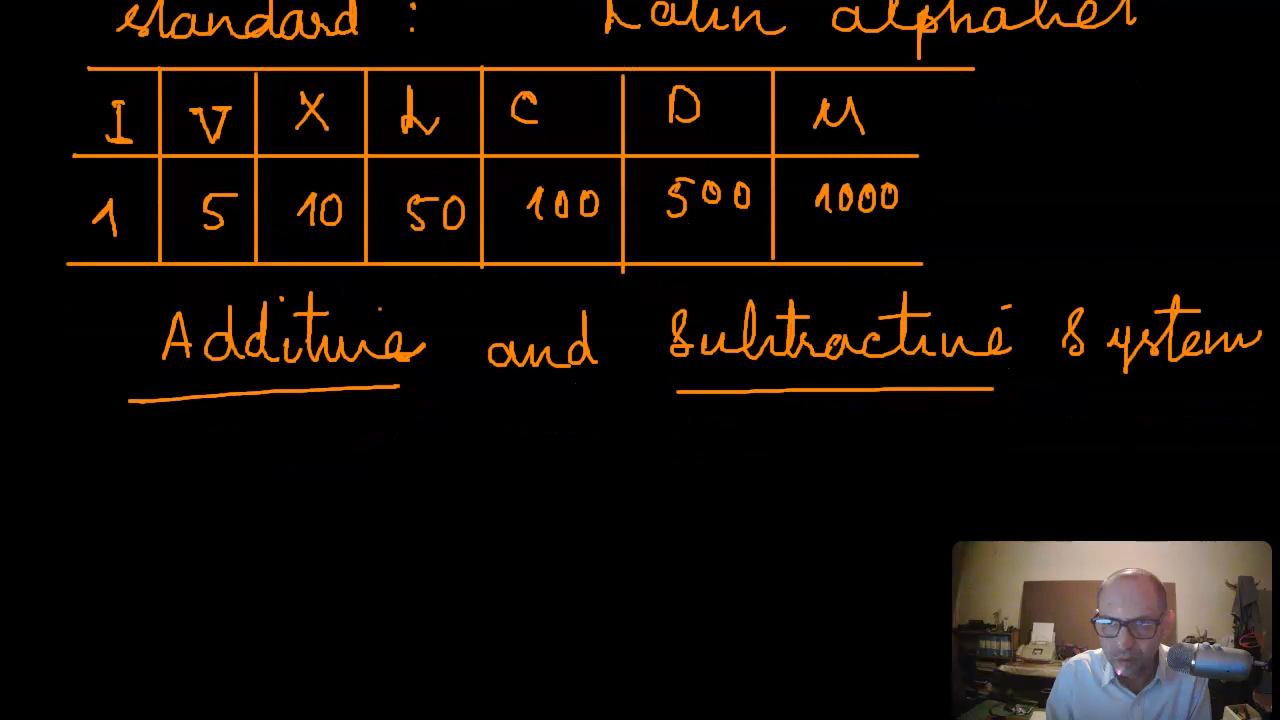 standard : Latin alphabet
I V X L C D M
1 5 10 50 100 500 1000
Additive and Subtractive System